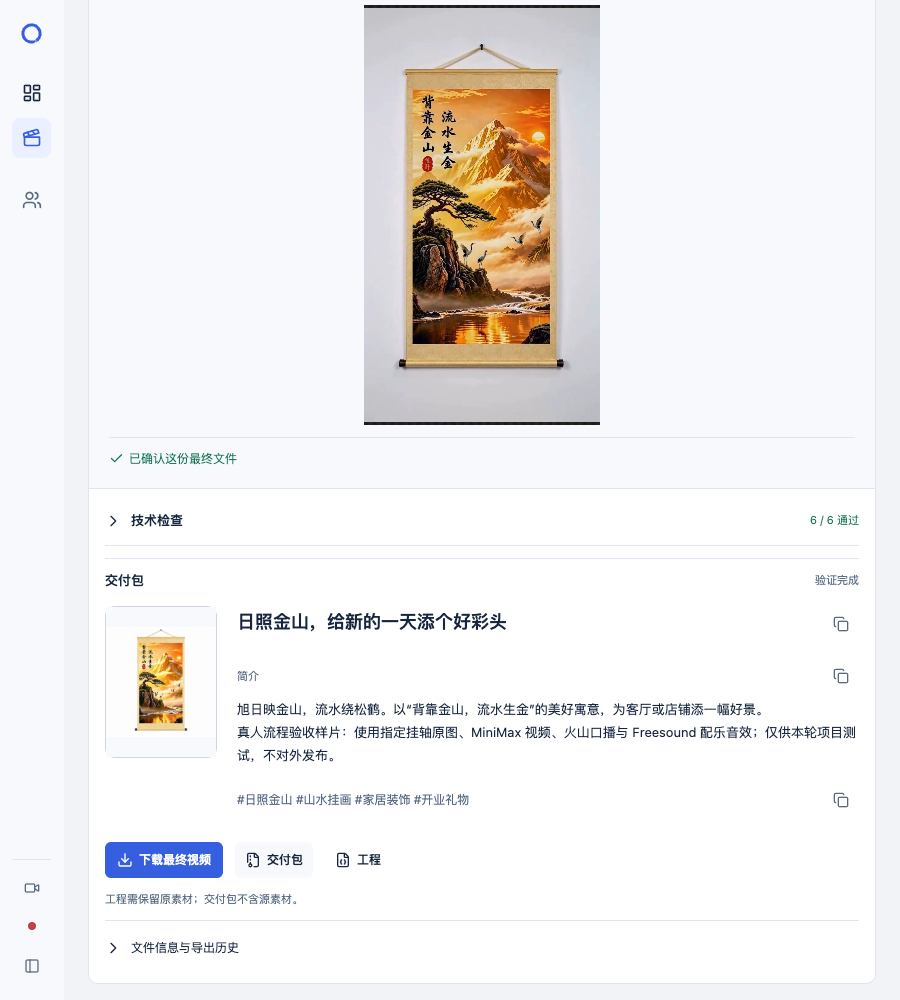 背靠金山
流水生金
已确认这份最终文件
技术检查
6 / 6 通过
交付包
验证完成
日照金山，给新的一天添个好彩头
简介
旭日映金山，流水绕松鹤。以“背靠金山，流水生金”的美好寓意，为客厅或店铺添一幅好景。
真人流程验收样片：使用指定挂轴原图、MiniMax 视频、火山口播与 Freesound 配乐音效；仅供本轮项目测
试，不对外发布。
#日照金山 #山水挂画 #家居装饰 #开业礼物
下载最终视频
交付包
工程
工程需保留原素材；交付包不含源素材。
文件信息与导出历史